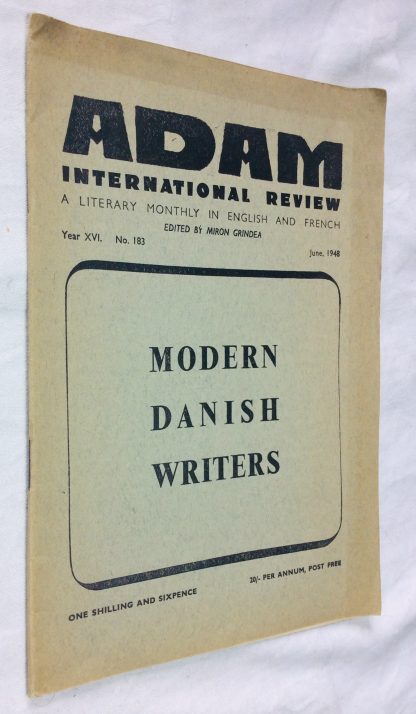 ADAM
INTERNATIONAL REVIEW
A LITERARY MONTHLY IN ENGLISH AND FRENCH
EDITED BY MIRON GRINDEA
Year XVI. No. 183 June, 1948
MODERN
DANISH
WRITERS
ONE SHILLING AND SIXPENCE 20/- PER ANNUM, POST FREE